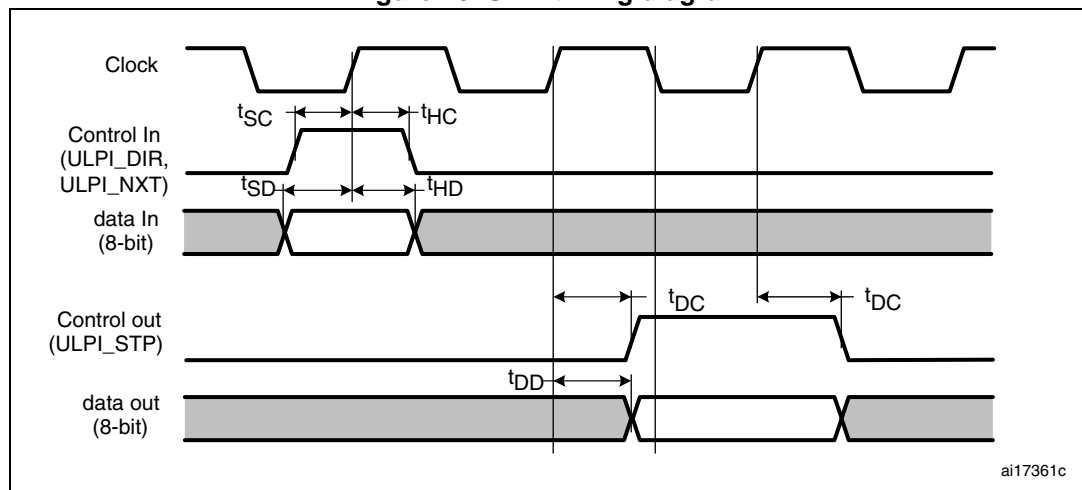 Clock
tSC
tHC
Control In
(ULPI_DIR,
ULPI_NXT)
tSD
tHD
data In
(8-bit)
tDC
tDC
Control out
(ULPI_STP)
tDD
data out
(8-bit)
ai17361c